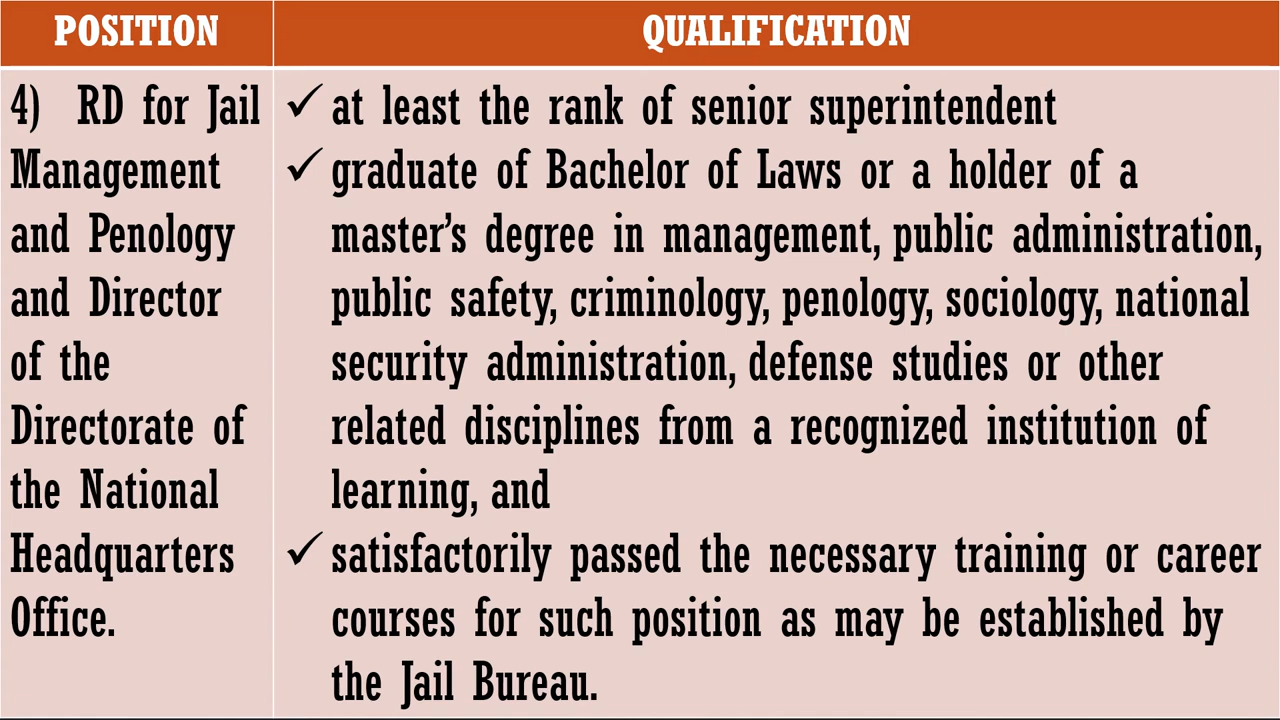 POSITION
QUALIFICATION
4) RD for Jail
Management
and Penology
and Director
of the
Directorate of
the National
Headquarters
Office.
✓ at least the rank of senior superintendent
✓ graduate of Bachelor of Laws or a holder of a
master’s degree in management, public administration,
public safety, criminology, penology, sociology, national
security administration, defense studies or other
related disciplines from a recognized institution of
learning, and
✓ satisfactorily passed the necessary training or career
courses for such position as may be established by
the Jail Bureau.